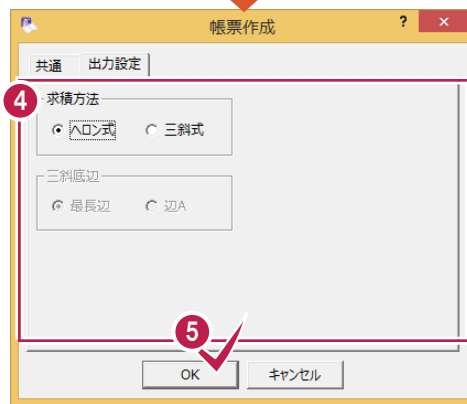 帳票作成
? ×
共通 出力設定
4
求積方法
ヘロン式 三斜式
三斜底辺
最長辺 辺A
5
OK キャンセル